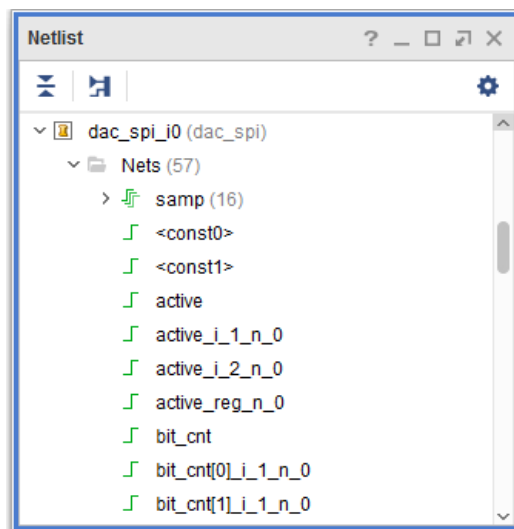 Netlist
dac_spi_i0 (dac_spi)
Nets (57)
samp (16)
<const0>
<const1>
active
active_i_1_n_0
active_i_2_n_0
active_reg_n_0
bit_cnt
bit_cnt[0]_i_1_n_0
bit_cnt[1]_i_1_n_0